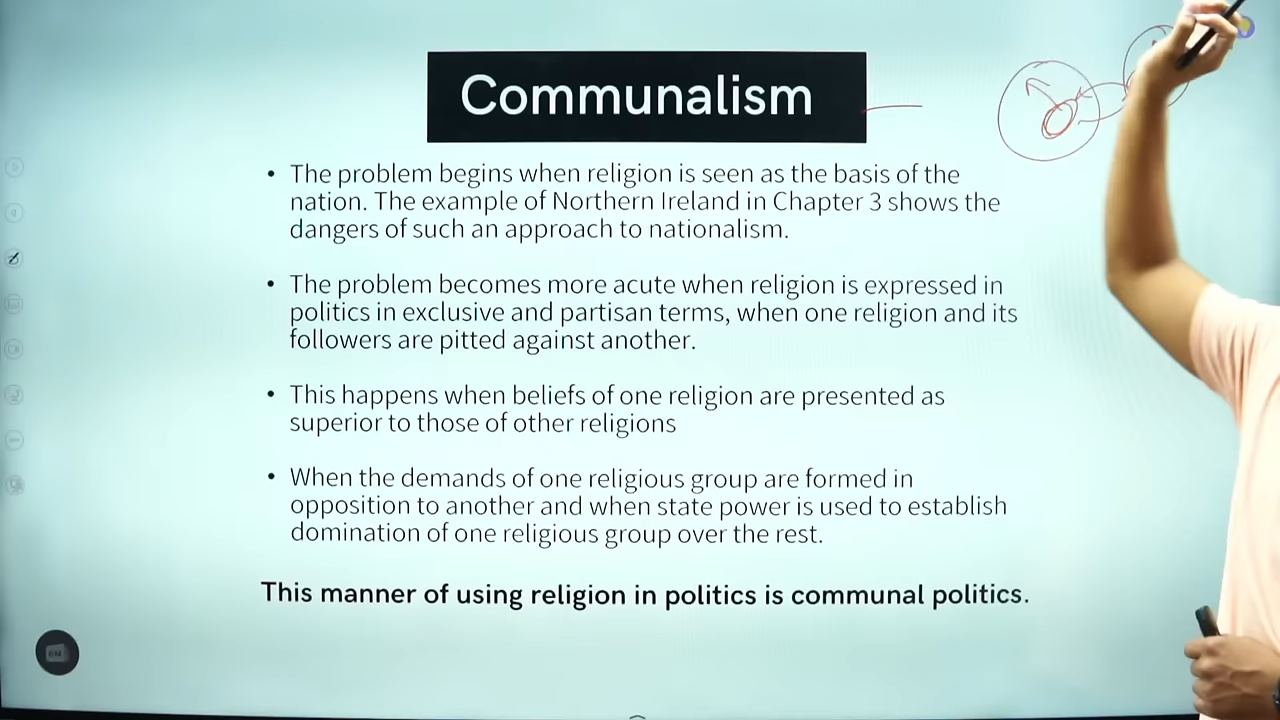 Communalism
• The problem begins when religion is seen as the basis of the
nation. The example of Northern Ireland in Chapter 3 shows the
dangers of such an approach to nationalism.
• The problem becomes more acute when religion is expressed in
politics in exclusive and partisan terms, when one religion and its
followers are pitted against another.
• This happens when beliefs of one religion are presented as
superior to those of other religions
• When the demands of one religious group are formed in
opposition to another and when state power is used to establish
domination of one religious group over the rest.
This manner of using religion in politics is communal politics.